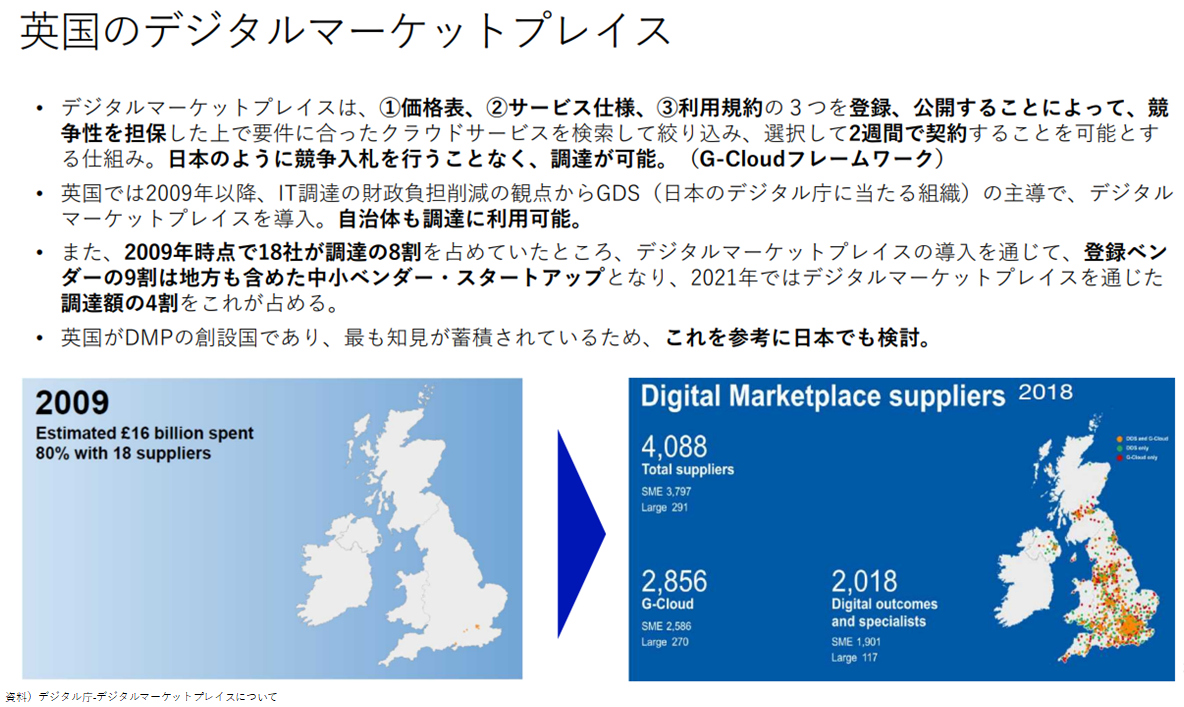 英国のデジタルマーケットプレイス
• デジタルマーケットプレイスは、①価格表、②サービス仕様、③利用規約の３つを登録、公開することによって、競
争性を担保した上で要件に合ったクラウドサービスを検索して絞り込み、選択して2週間で契約することを可能とす
る仕組み。日本のように競争入札を行うことなく、調達が可能。（G-Cloudフレームワーク）
• 英国では2009年以降、IT調達の財政負担削減の観点からGDS（日本のデジタル庁に当たる組織）の主導で、デジタル
マーケットプレイスを導入。自治体も調達に利用可能。
• また、2009年時点で18社が調達の8割を占めていたところ、デジタルマーケットプレイスの導入を通じて、登録ベン
ダーの9割は地方も含めた中小ベンダー・スタートアップとなり、2021年ではデジタルマーケットプレイスを通じた
調達額の4割をこれが占める。
• 英国がDMPの創設国であり、最も知見が蓄積されているため、これを参考に日本でも検討。
2009
Estimated £16 billion spent
80% with 18 suppliers
Digital Marketplace suppliers 2018
4,088
Total suppliers
SME 3,797
Large 291
DOS and G-Cloud
DOS only
G-Cloud only
2,856
G-Cloud
SME 2,586
Large 270
2,018
Digital outcomes
and specialists
SME 1,901
Large 117
資料）デジタル庁-デジタルマーケットプレイスについて